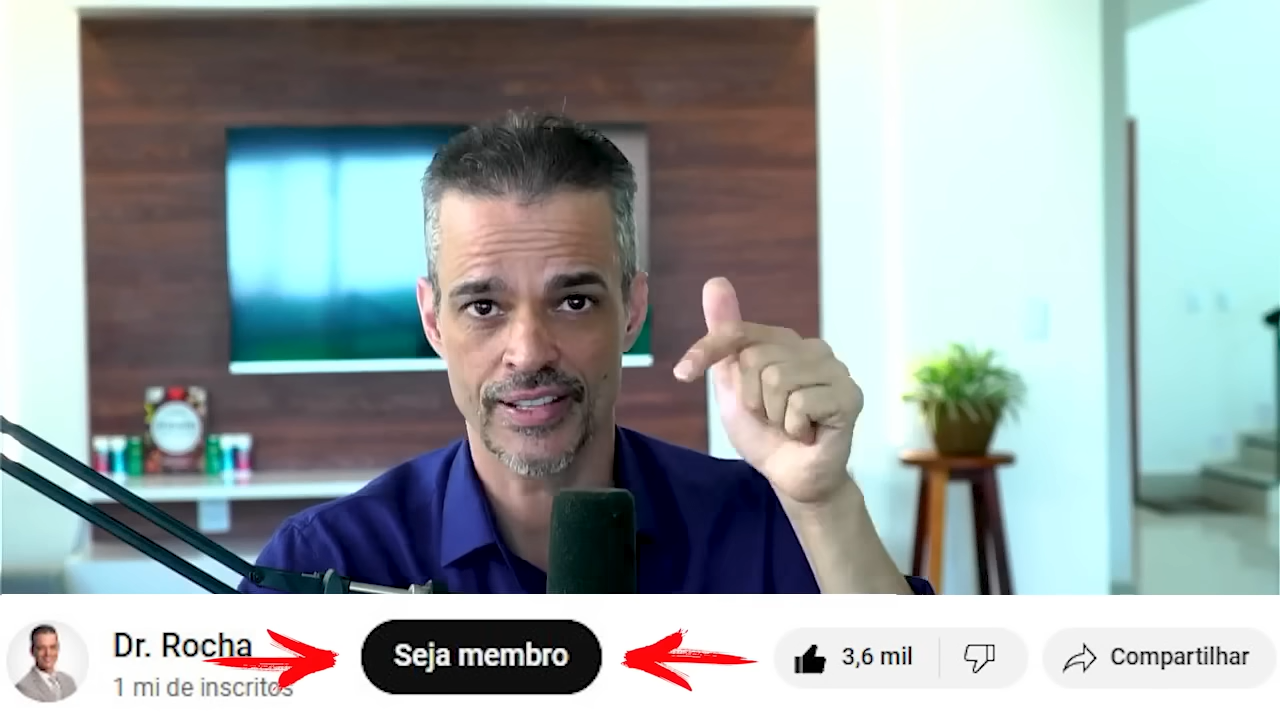 Dr. Rocha
1 mi de inscritos
Seja membro
3,6 mil
Compartilhar